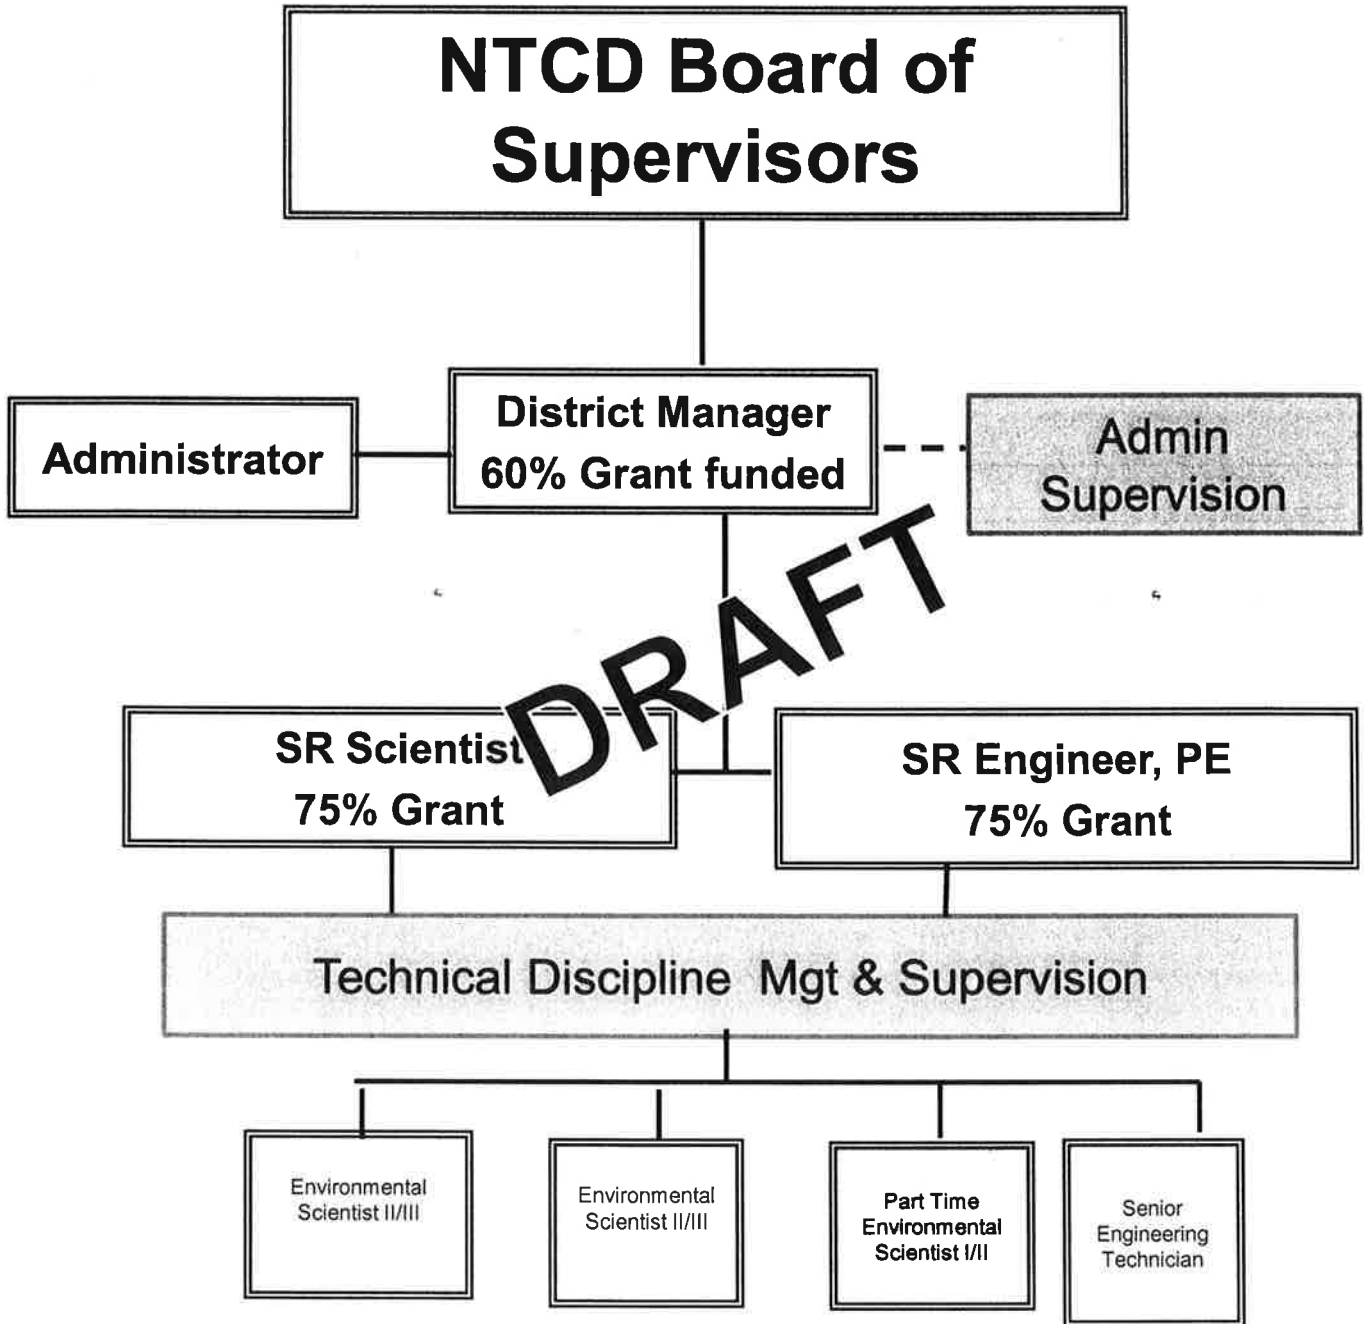 NTCD Board of
Supervisors
Administrator
District Manager
60% Grant funded
Admin
Supervision
DRAFT
SR Scientist
75% Grant
SR Engineer, PE
75% Grant
Technical Discipline Mgt & Supervision
Environmental
Scientist II/III
Environmental
Scientist II/III
Part Time
Environmental
Scientist I/II
Senior
Engineering
Technician